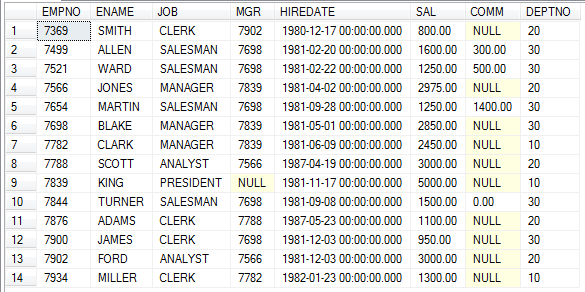 EMPNO ENAME JOB MGR HIREDATE SAL COMM DEPTNO
1 7369 SMITH CLERK 7902 1980-12-17 00:00:00.000 800.00 NULL 20
2 7499 ALLEN SALESMAN 7698 1981-02-20 00:00:00.000 1600.00 300.00 30
3 7521 WARD SALESMAN 7698 1981-02-22 00:00:00.000 1250.00 500.00 30
4 7566 JONES MANAGER 7839 1981-04-02 00:00:00.000 2975.00 NULL 20
5 7654 MARTIN SALESMAN 7698 1981-09-28 00:00:00.000 1250.00 1400.00 30
6 7698 BLAKE MANAGER 7839 1981-05-01 00:00:00.000 2850.00 NULL 30
7 7782 CLARK MANAGER 7839 1981-06-09 00:00:00.000 2450.00 NULL 10
8 7788 SCOTT ANALYST 7566 1987-04-19 00:00:00.000 3000.00 NULL 20
9 7839 KING PRESIDENT NULL 1981-11-17 00:00:00.000 5000.00 NULL 10
10 7844 TURNER SALESMAN 7698 1981-09-08 00:00:00.000 1500.00 0.00 30
11 7876 ADAMS CLERK 7788 1987-05-23 00:00:00.000 1100.00 NULL 20
12 7900 JAMES CLERK 7698 1981-12-03 00:00:00.000 950.00 NULL 30
13 7902 FORD ANALYST 7566 1981-12-03 00:00:00.000 3000.00 NULL 20
14 7934 MILLER CLERK 7782 1982-01-23 00:00:00.000 1300.00 NULL 10